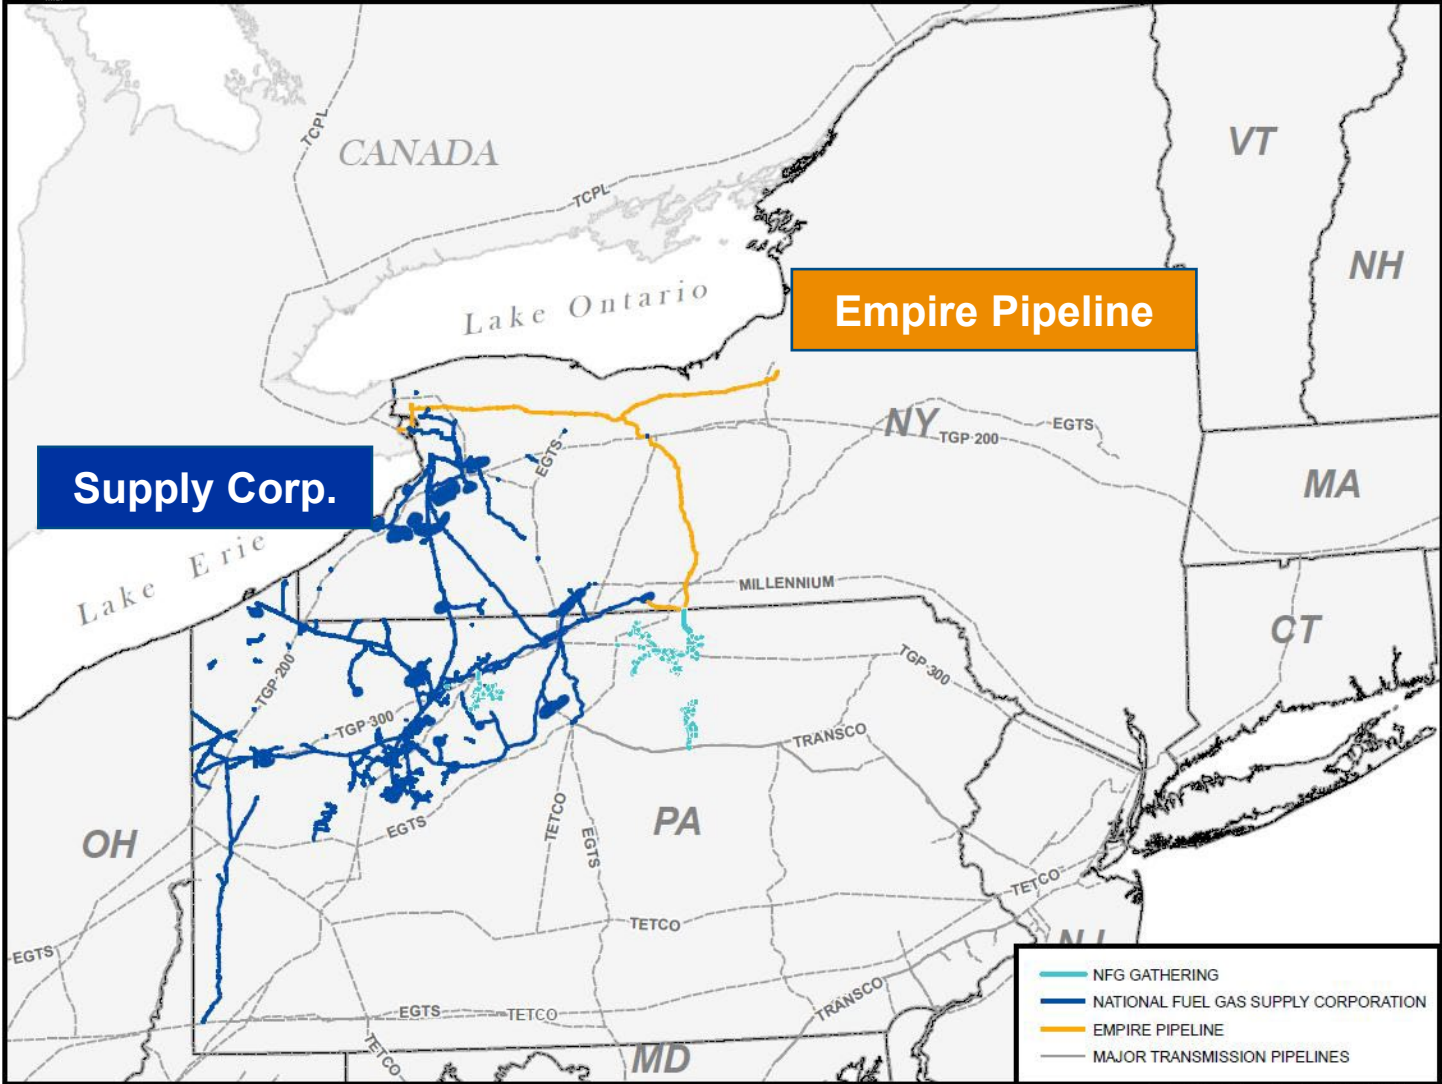 TCPL
CANADA
VT
TCPL
NH
Lake Ontario
Empire Pipeline
NY
TGP 200
EGTS
EGTS
Supply Corp.
MA
Lake Erie
MILLENNIUM
CT
TGP 200
TGP 300
TGP 300
TRANSCO
OH
EGTS
TETCO
EGTS
PA
TETCO
TETCO
NJ
EGTS
TRANSCO
EGTS
TETCO
TETCO
MD
NFG GATHERING
NATIONAL FUEL GAS SUPPLY CORPORATION
EMPIRE PIPELINE
MAJOR TRANSMISSION PIPELINES